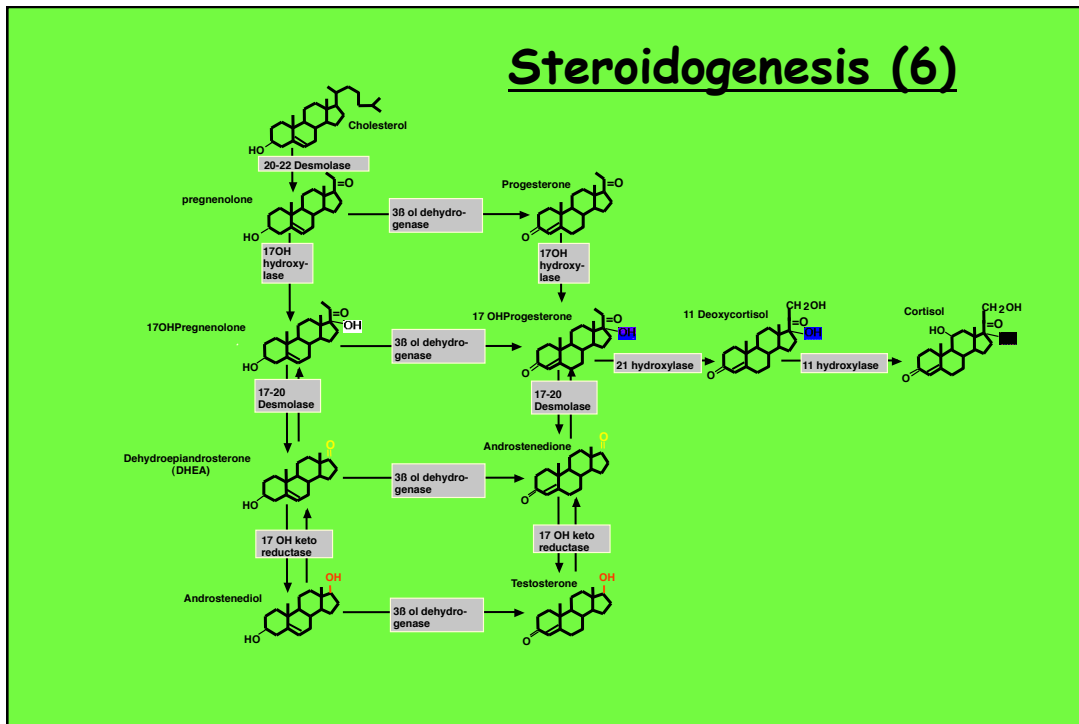 Steroidogenesis (6)
Cholesterol
HO
20-22 Desmolase
=O
pregnenolone
HO
3ß ol dehydro-
genase
Progesterone
=O
O
17OH
hydroxy-
lase
17OH
hydroxy-
lase
17OHPregnenolone
=O
OH
HO
3ß ol dehydro-
genase
17 OHProgesterone
=O
OH
O
21 hydroxylase
11 Deoxycortisol
CH2OH
=O
OH
O
11 hydroxylase
Cortisol
CH2OH
=O
HO
O
17-20
Desmolase
17-20
Desmolase
Dehydroepiandrosterone
(DHEA)
O
HO
3ß ol dehydro-
genase
Androstenedione
O
O
17 OH keto
reductase
17 OH keto
reductase
Androstenediol
OH
HO
3ß ol dehydro-
genase
Testosterone
OH
O